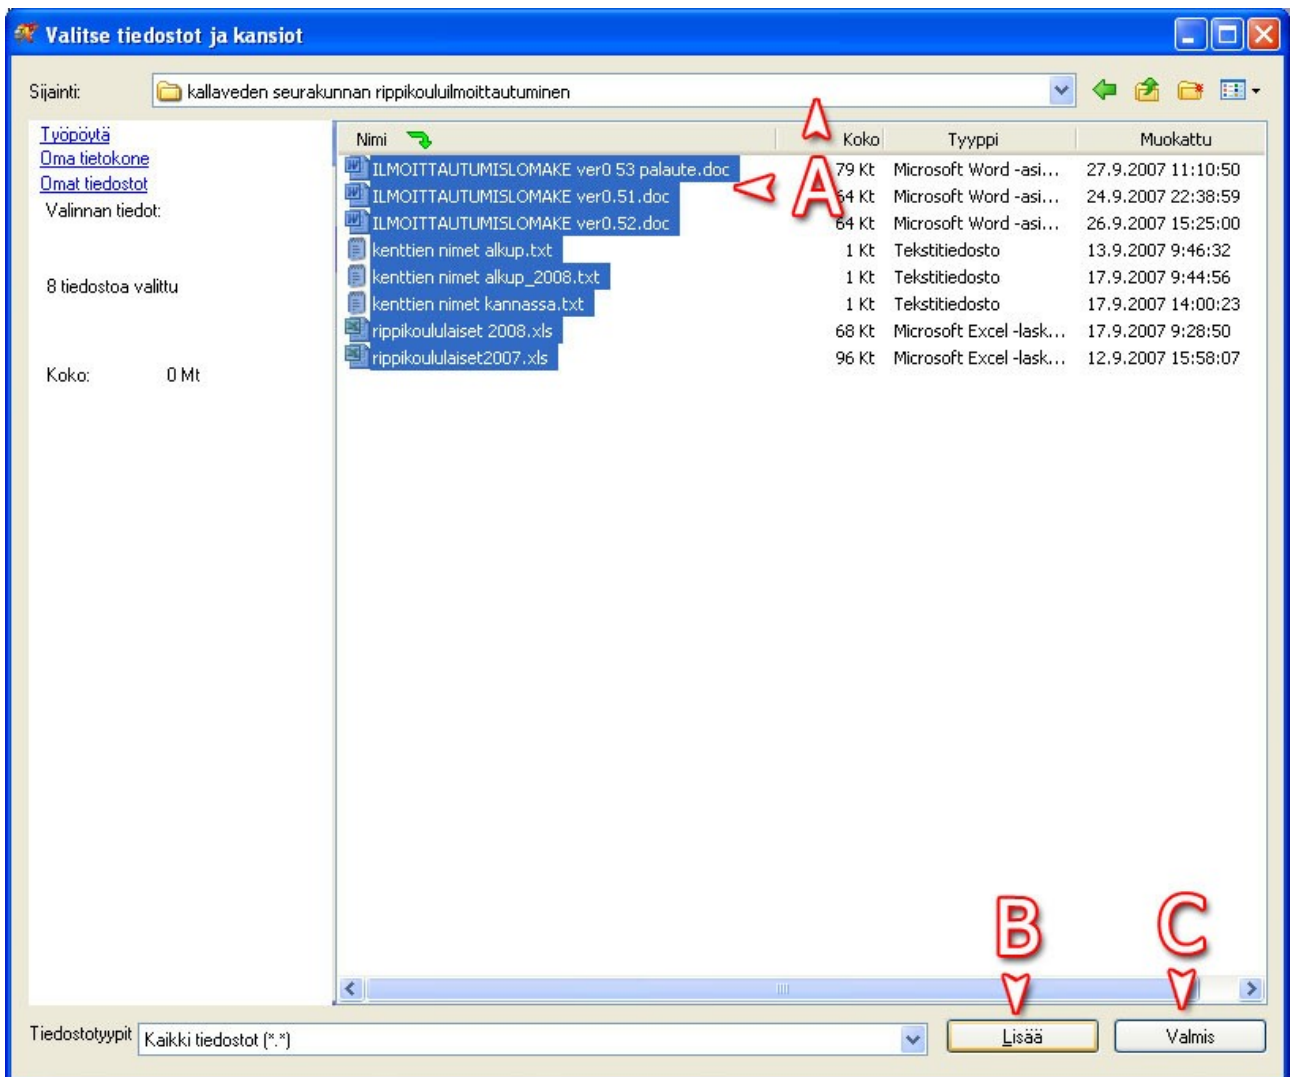 Valitse tiedostot ja kansiot
Sijainti: kallaveden seurakunnan rippikouluilmoittautuminen
Työpöytä
Oma tietokone
Omat tiedostot
Valinnan tiedot:
8 tiedostoa valittu
Koko: 0 Mt
Nimi Koko Tyyppi Muokattu
ILMOITTAUTUMISLOMAKE ver0 53 palaute.doc 79 Kt Microsoft Word -asi... 27.9.2007 11:10:50
ILMOITTAUTUMISLOMAKE ver0.51.doc 64 Kt Microsoft Word -asi... 24.9.2007 22:38:59
ILMOITTAUTUMISLOMAKE ver0.52.doc 64 Kt Microsoft Word -asi... 26.9.2007 15:25:00
kenttien nimet alkup.txt 1 Kt Tekstitiedosto 13.9.2007 9:46:32
kenttien nimet alkup_2008.txt 1 Kt Tekstitiedosto 17.9.2007 9:44:56
kenttien nimet kannassa.txt 1 Kt Tekstitiedosto 17.9.2007 14:00:23
rippikoululaiset 2008.xls 68 Kt Microsoft Excel -lask... 17.9.2007 9:28:50
rippikoululaiset2007.xls 96 Kt Microsoft Excel -lask... 12.9.2007 15:58:07
A
B
C
Tiedostotyypit Kaikki tiedostot (*.*) Lisää Valmis